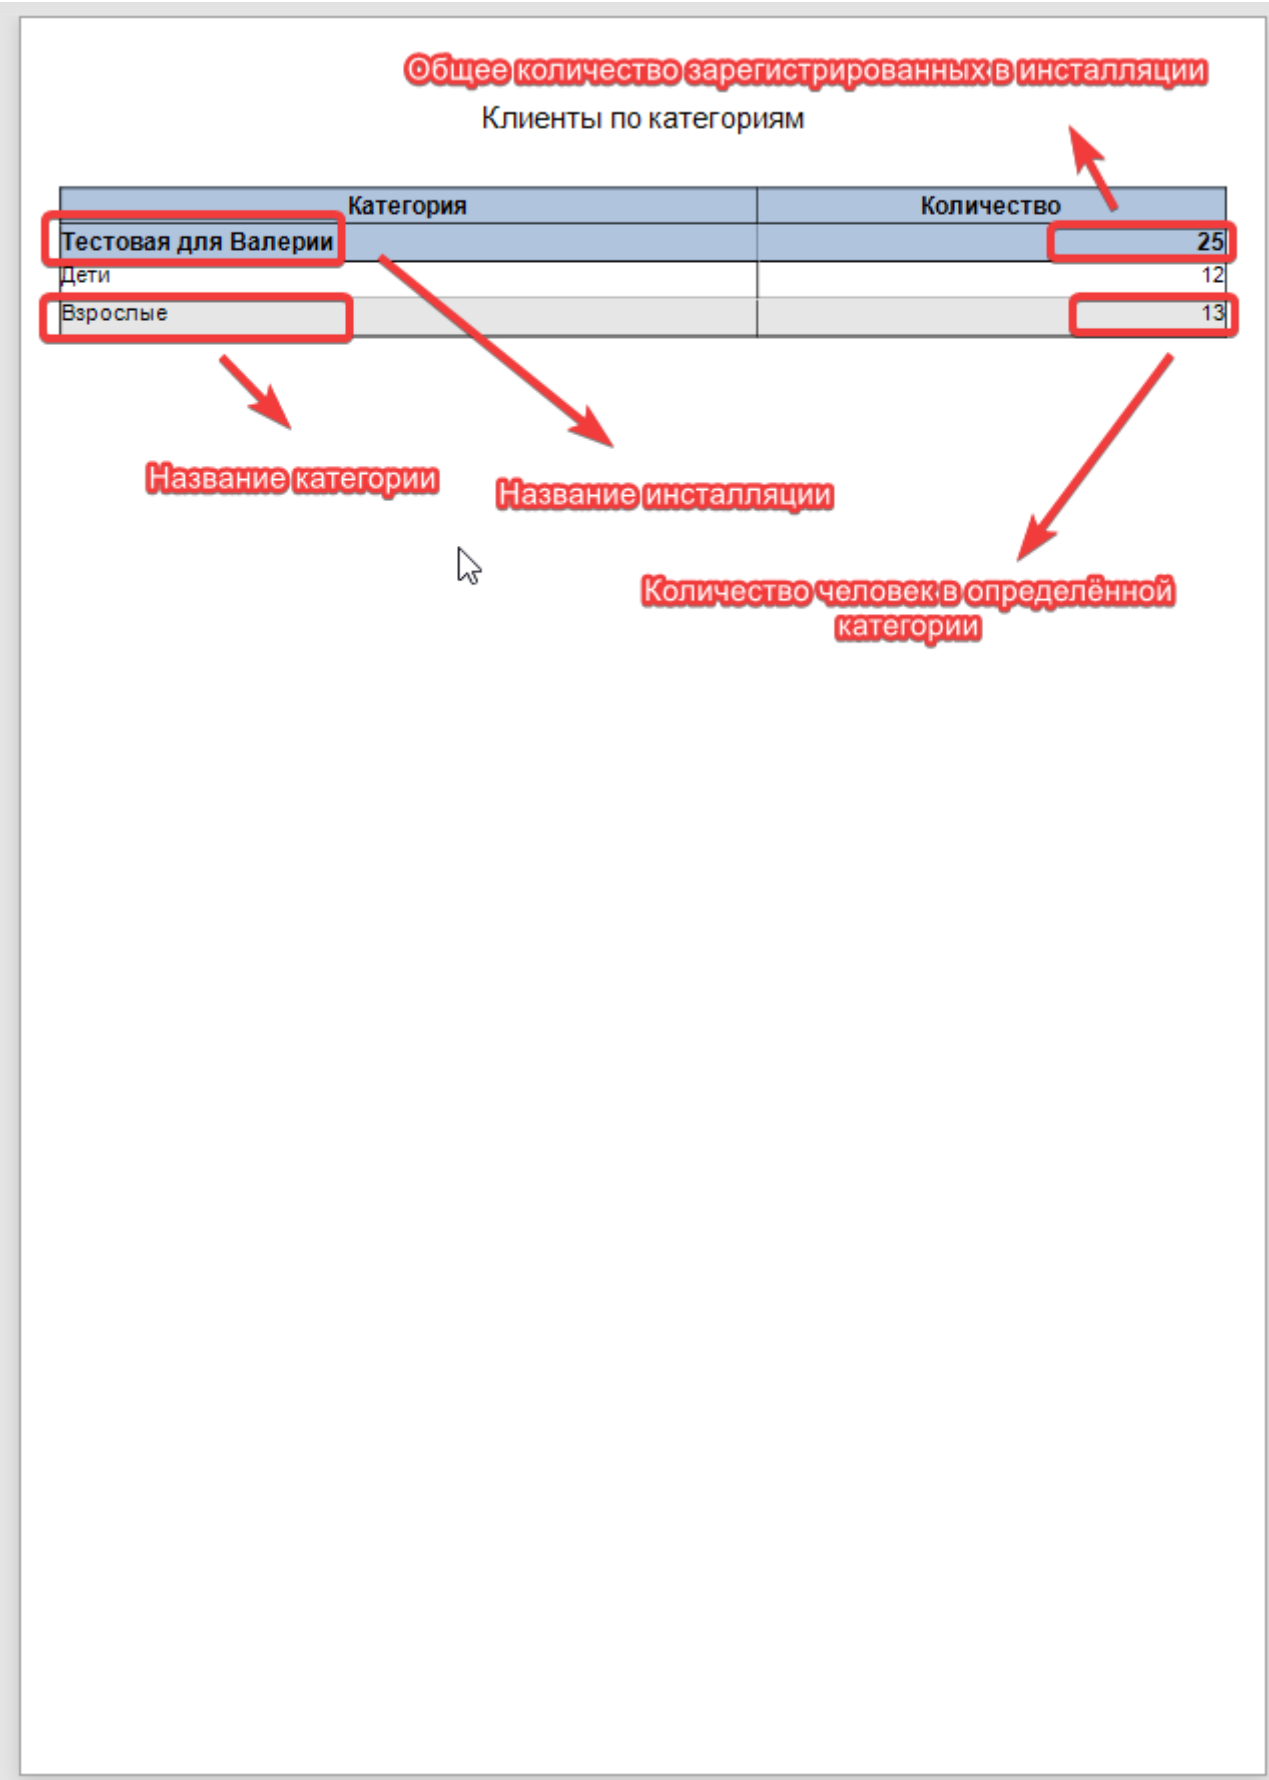 Общее количество зарегистрированных в инсталляции
Клиенты по категориям
Категория Количество
Тестовая для Валерии 25
Дети 12
Взрослые 13
Название категории
Название инсталляции
Количество человек в определённой
категории